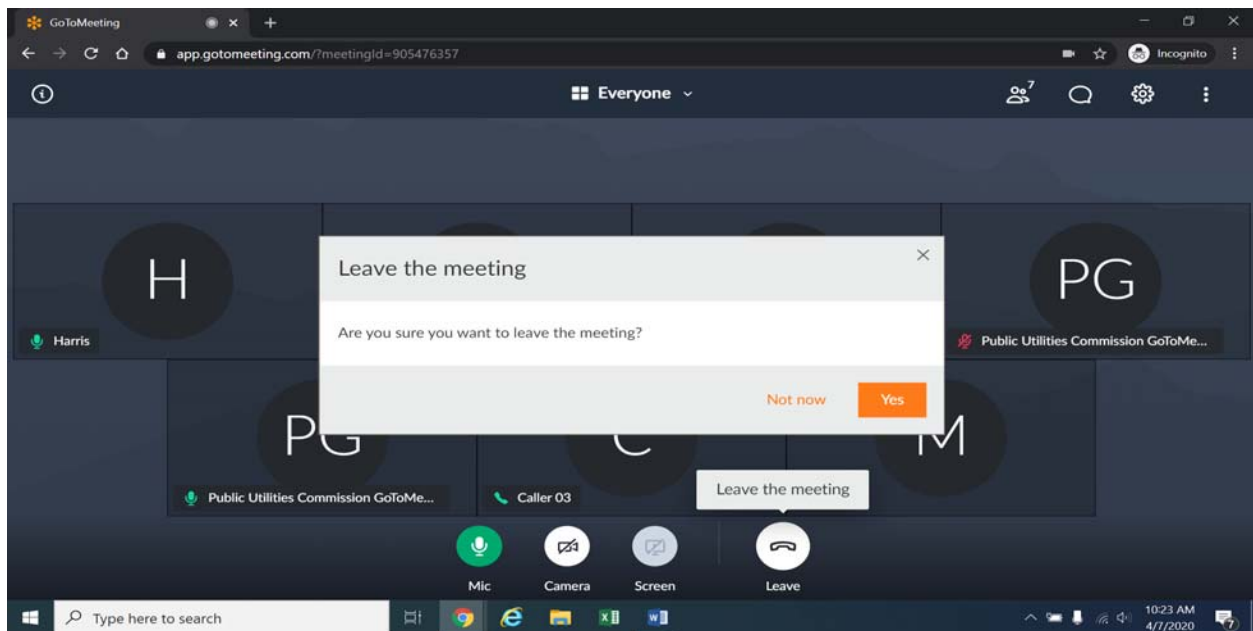 GoToMeeting
app.gotomeeting.com/?meetingId=905476357
Incognito
Everyone
7
H
PG
Harris
Public Utilities Commission GoToMe...
Leave the meeting
Are you sure you want to leave the meeting?
Not now
Yes
PG
C
M
Public Utilities Commission GoToMe...
Caller 03
Leave the meeting
Mic
Camera
Screen
Leave
Type here to search
10:23 AM
4/7/2020
7